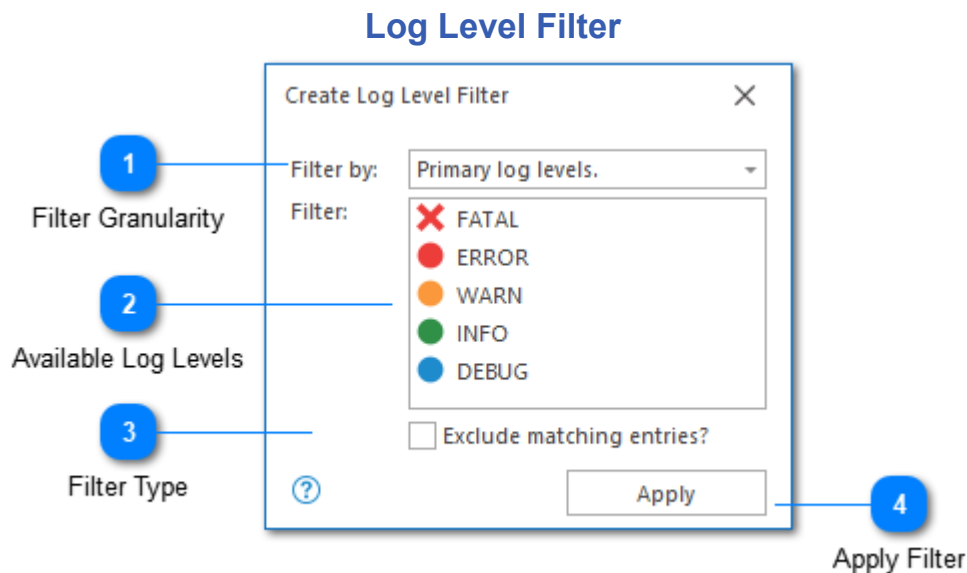 Log Level Filter
Create Log Level Filter
1
Filter Granularity
Filter by:
Primary log levels.
Filter:
FATAL
ERROR
WARN
INFO
DEBUG
2
Available Log Levels
3
Filter Type
Exclude matching entries?
?
Apply
4
Apply Filter